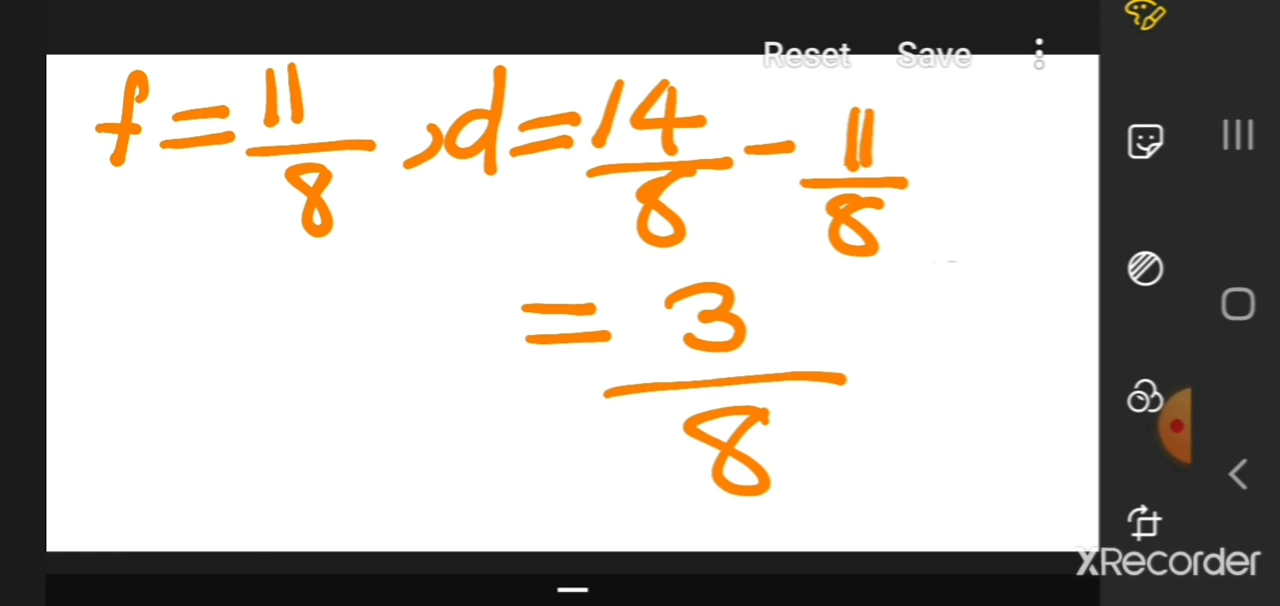 Reset Save
f = 11/8 , d = 14/8 - 11/8
= 3/8
XRecorder